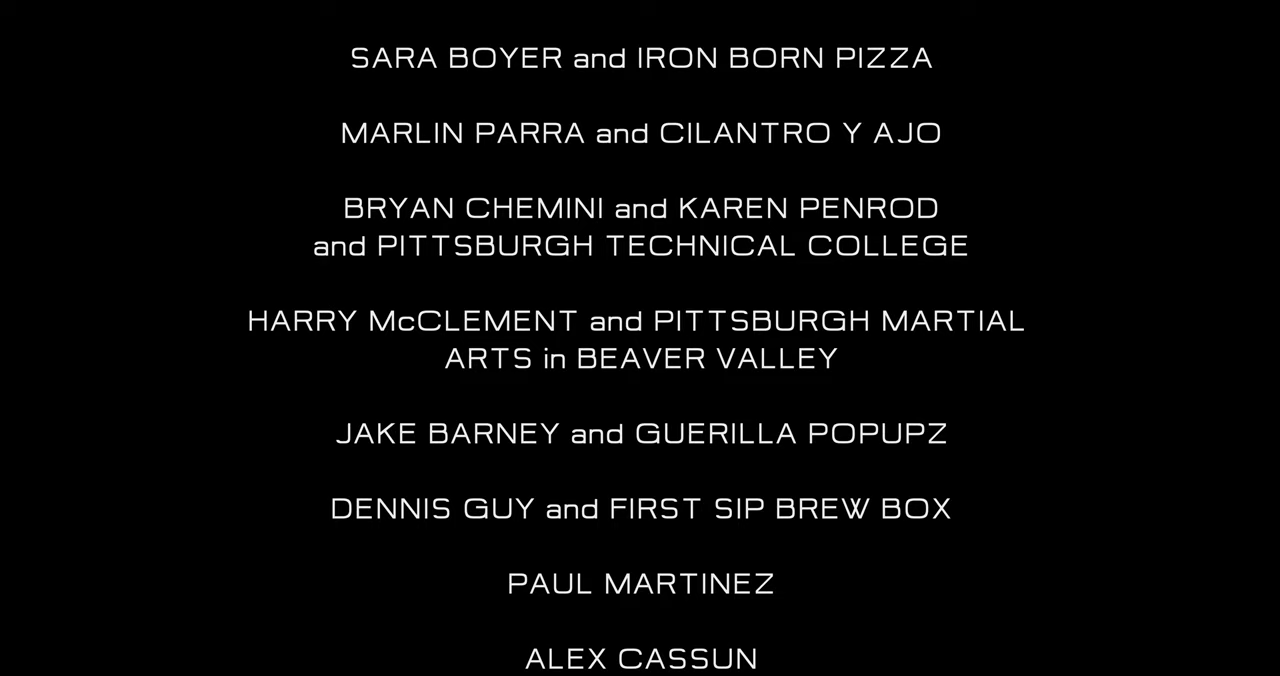 SARA BOYER and IRON BORN PIZZA
MARLIN PARRA and CILANTRO Y AJO
BRYAN CHEMINI and KAREN PENROD
and PITTSBURGH TECHNICAL COLLEGE
HARRY McCLEMENT and PITTSBURGH MARTIAL
ARTS in BEAVER VALLEY
JAKE BARNEY and GUERILLA POPUPZ
DENNIS GUY and FIRST SIP BREW BOX
PAUL MARTINEZ
ALEX CASSUN